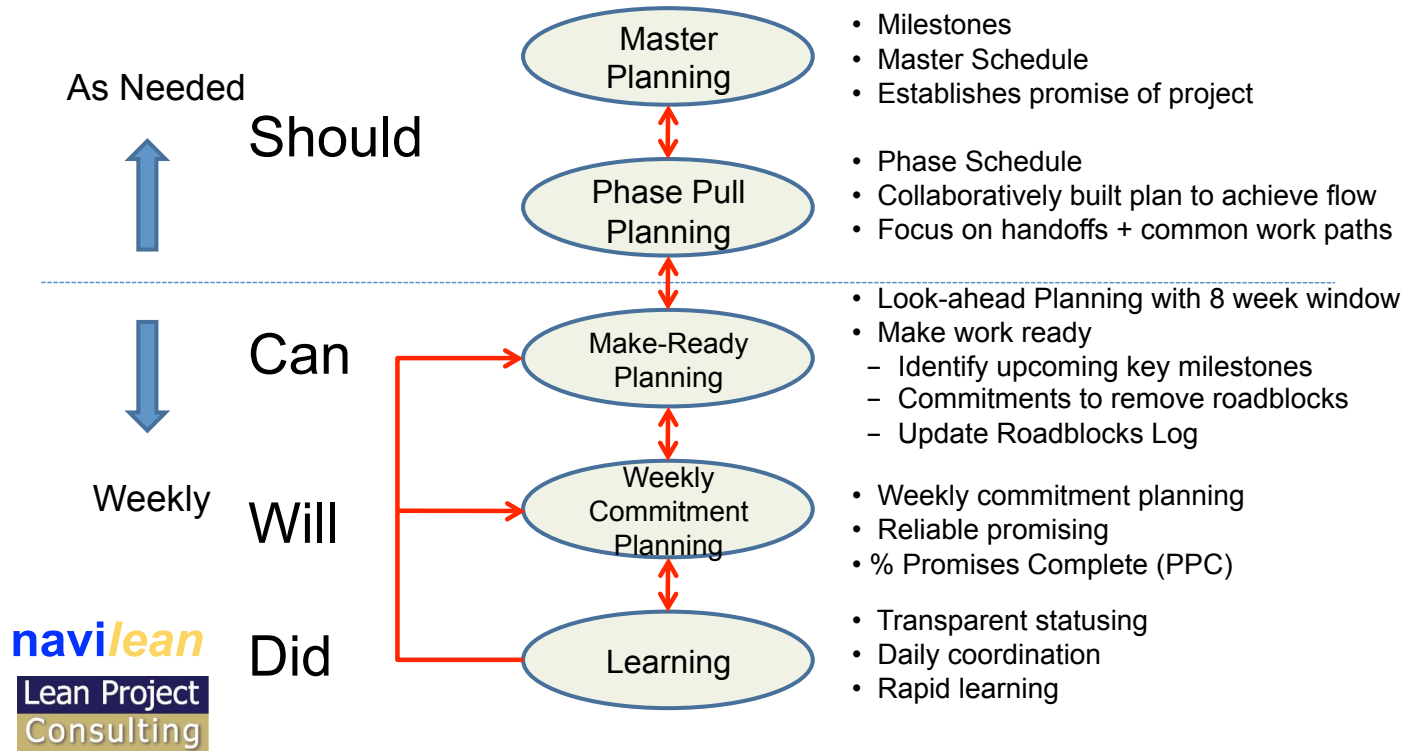 Master
Planning
• Milestones
• Master Schedule
• Establishes promise of project
As Needed
Should
Phase Pull
Planning
• Phase Schedule
• Collaboratively built plan to achieve flow
• Focus on handoffs + common work paths
Can
Make-Ready
Planning
• Look-ahead Planning with 8 week window
• Make work ready
– Identify upcoming key milestones
– Commitments to remove roadblocks
– Update Roadblocks Log
Weekly
Will
Weekly
Commitment
Planning
• Weekly commitment planning
• Reliable promising
• % Promises Complete (PPC)
Did
Learning
• Transparent statusing
• Daily coordination
• Rapid learning
navilean
Lean Project
Consulting